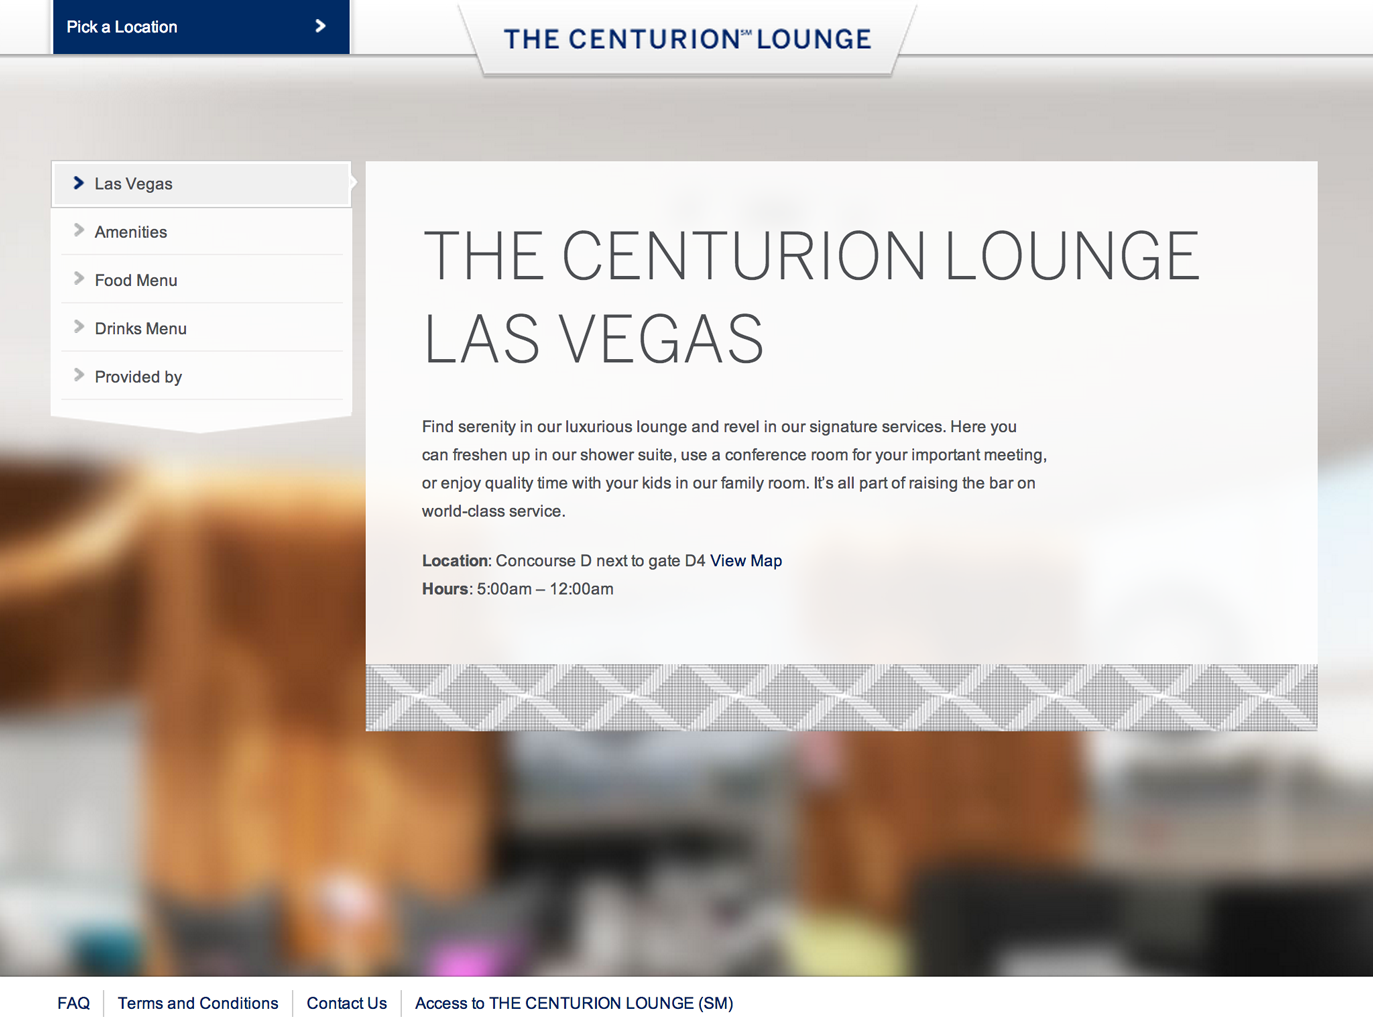 Pick a Location
THE CENTURION℠ LOUNGE
Las Vegas
Amenities
Food Menu
Drinks Menu
Provided by
THE CENTURION LOUNGE
LAS VEGAS
Find serenity in our luxurious lounge and revel in our signature services. Here you
can freshen up in our shower suite, use a conference room for your important meeting,
or enjoy quality time with your kids in our family room. It's all part of raising the bar on
world-class service.
Location: Concourse D next to gate D4 View Map
Hours: 5:00am – 12:00am
FAQ
Terms and Conditions
Contact Us
Access to THE CENTURION LOUNGE (SM)